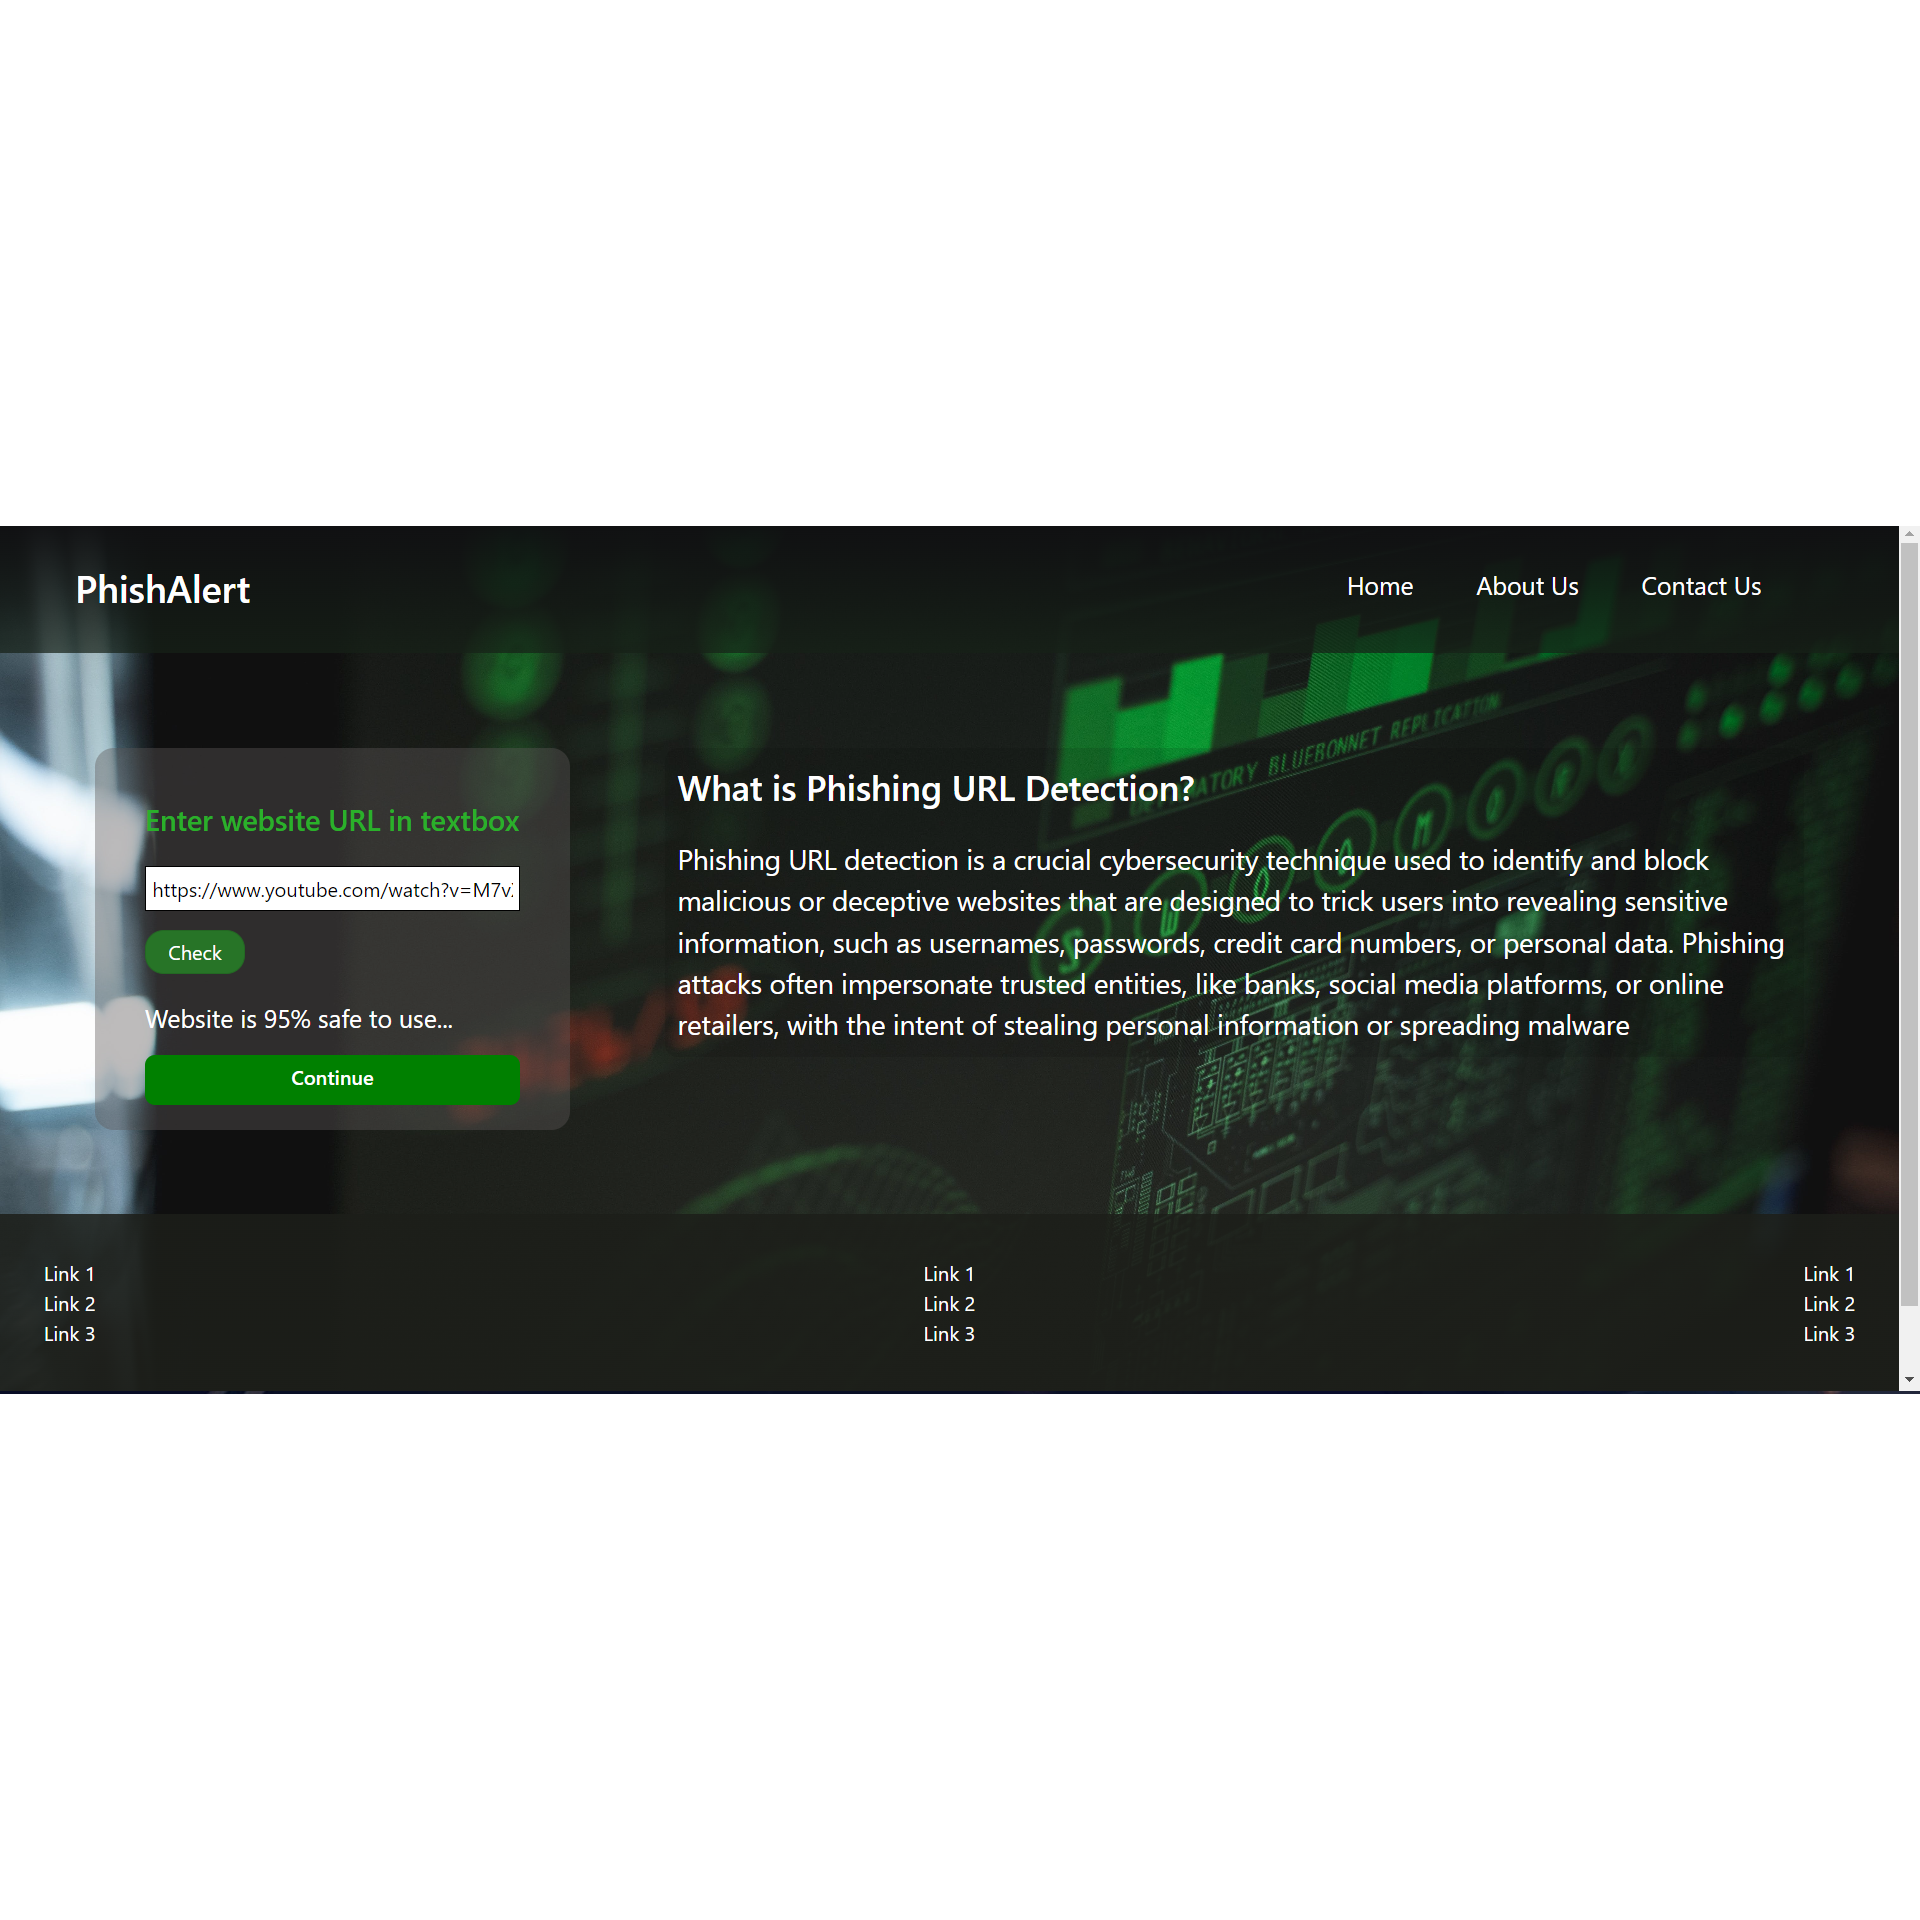 PhishAlert
Home About Us Contact Us
BLUEBONNET REPLICATION
Enter website URL in textbox
https://www.youtube.com/watch?v=M7v
Check
Website is 95% safe to use...
Continue
What is Phishing URL Detection?
Phishing URL detection is a crucial cybersecurity technique used to identify and block
malicious or deceptive websites that are designed to trick users into revealing sensitive
information, such as usernames, passwords, credit card numbers, or personal data. Phishing
attacks often impersonate trusted entities, like banks, social media platforms, or online
retailers, with the intent of stealing personal information or spreading malware
Link 1 Link 1 Link 1
Link 2 Link 2 Link 2
Link 3 Link 3 Link 3